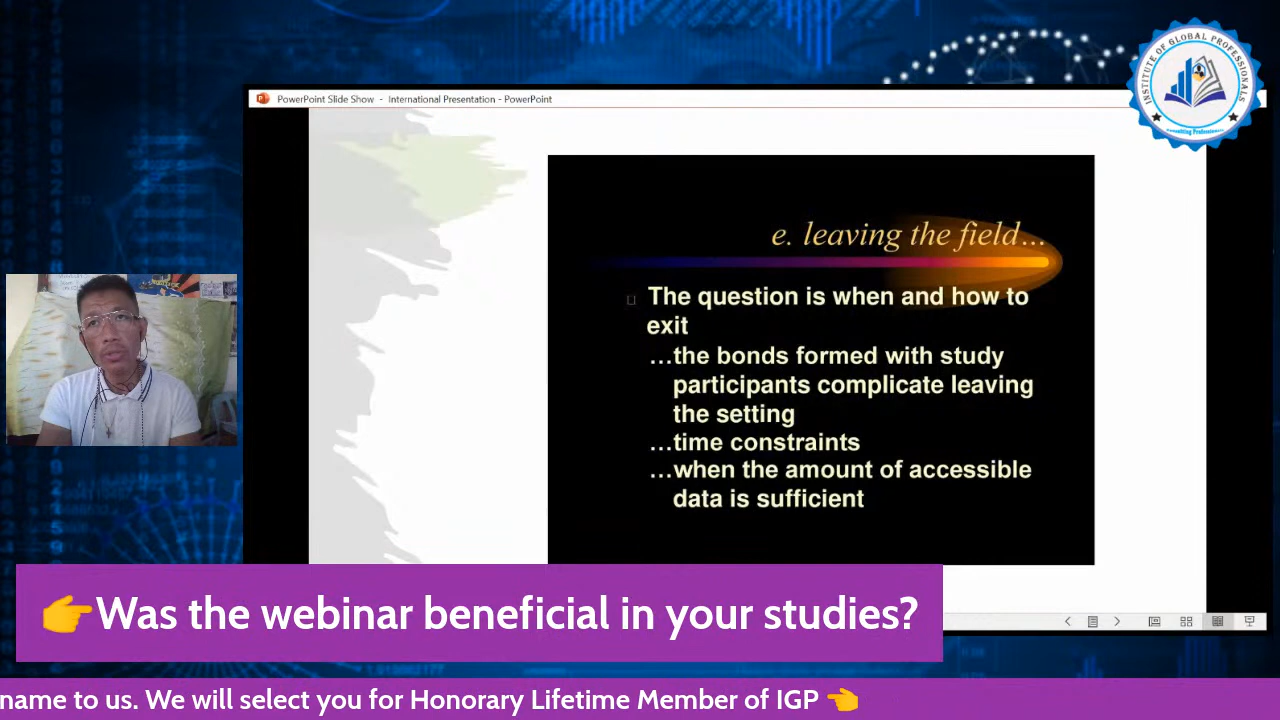 INSTITUTE OF GLOBAL PROFESSIONALS
Consulting Professionals
PowerPoint Slide Show - International Presentation - PowerPoint
e. leaving the field...
The question is when and how to
exit
...the bonds formed with study
participants complicate leaving
the setting
...time constraints
...when the amount of accessible
data is sufficient
👉Was the webinar beneficial in your studies?
name to us. We will select you for Honorary Lifetime Member of IGP 👈